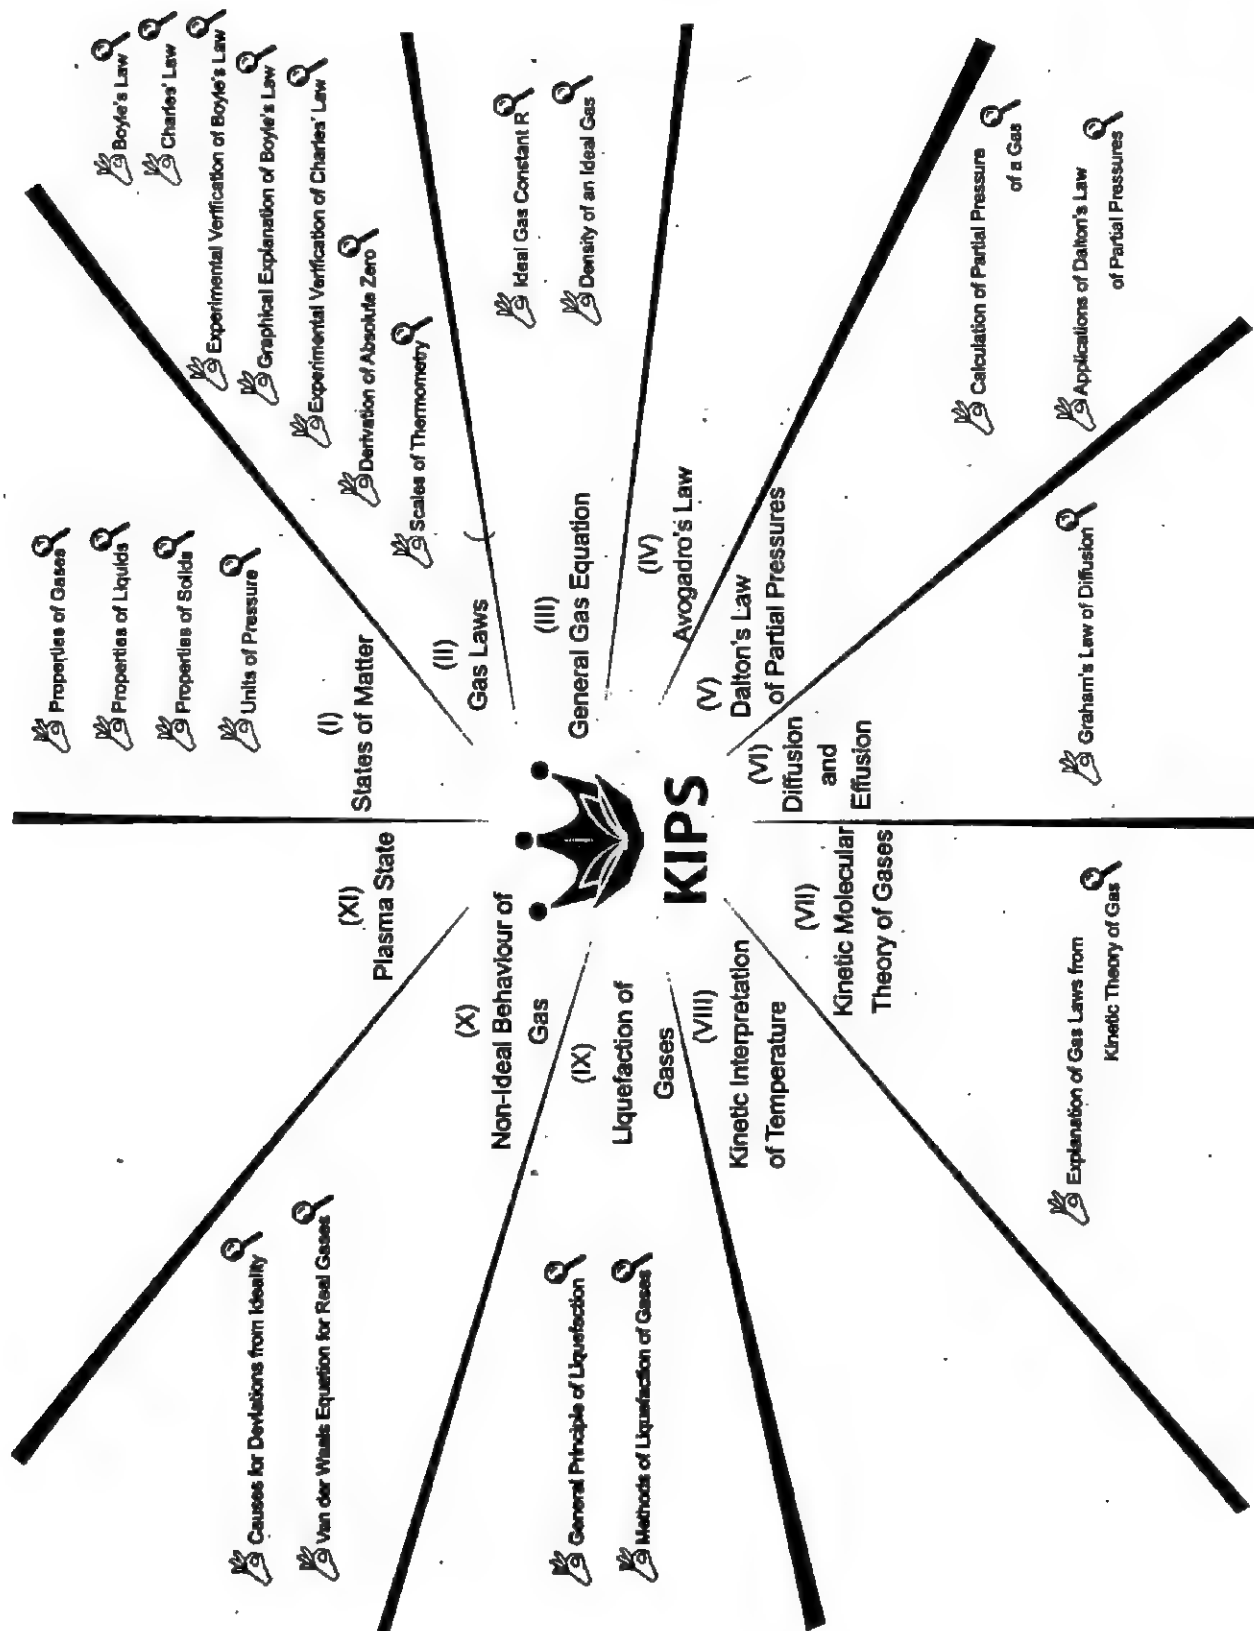 (I)
States of Matter
Properties of Gases
Properties of Liquids
Properties of Solids
Units of Pressure
(II)
Gas Laws
Boyle's Law
Charles' Law
Experimental Verification of Boyle's Law
Graphical Explanation of Boyle's Law
Experimental Verification of Charles' Law
Derivation of Absolute Zero
Scales of Thermometry
(III)
General Gas Equation
Ideal Gas Constant R
Density of an Ideal Gas
(IV)
Avogadro's Law
(V)
Dalton's Law
of Partial Pressures
Calculation of Partial Pressure
of a Gas
Applications of Dalton's Law
of Partial Pressures
(VI)
Diffusion
and
Effusion
Graham's Law of Diffusion
(VII)
Kinetic Molecular
Theory of Gases
Explanation of Gas Laws from
Kinetic Theory of Gas
(VIII)
Kinetic Interpretation
of Temperature
(IX)
Liquefaction of
Gases
General Principle of Liquefaction
Methods of Liquefaction of Gases
(X)
Non-Ideal Behaviour of
Gas
Causes for Deviations from Ideality
Van der Waals Equation for Real Gases
(XI)
Plasma State
KIPS